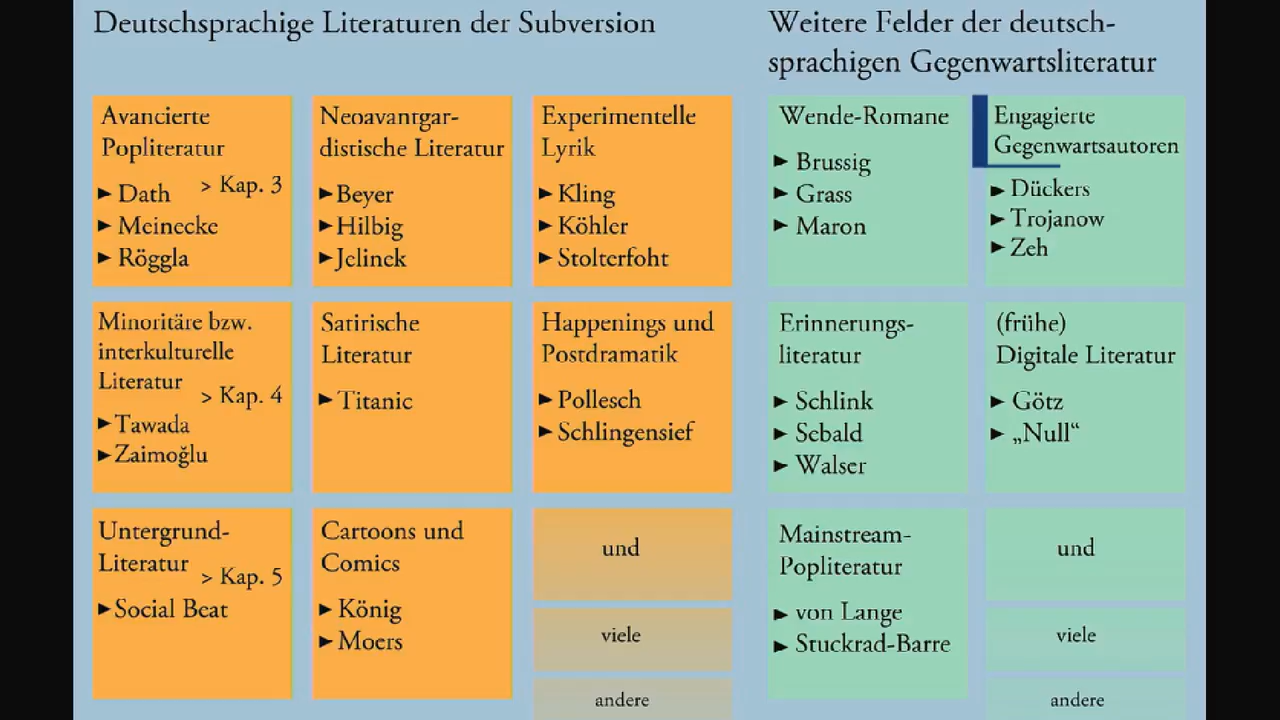 Deutschsprachige Literaturen der Subversion
Avancierte
Popliteratur
> Kap. 3
► Dath
► Meinecke
► Röggla
Neoavantgar-
distische Literatur
► Beyer
► Hilbig
► Jelinek
Experimentelle
Lyrik
► Kling
► Köhler
► Stolterfoht
Minoritäre bzw.
interkulturelle
Literatur
> Kap. 4
► Tawada
► Zaimoğlu
Satirische
Literatur
► Titanic
Happenings und
Postdramatik
► Pollesch
► Schlingensief
Untergrund-
Literatur
> Kap. 5
► Social Beat
Cartoons und
Comics
► König
► Moers
und
viele
andere
Weitere Felder der deutsch-
sprachigen Gegenwartsliteratur
Wende-Romane
► Brussig
► Grass
► Maron
Engagierte
Gegenwartsautoren
► Dückers
► Trojanow
► Zeh
Erinnerungs-
literatur
► Schlink
► Sebald
► Walser
(frühe)
Digitale Literatur
► Götz
► „Null“
Mainstream-
Popliteratur
► von Lange
► Stuckrad-Barre
und
viele
andere